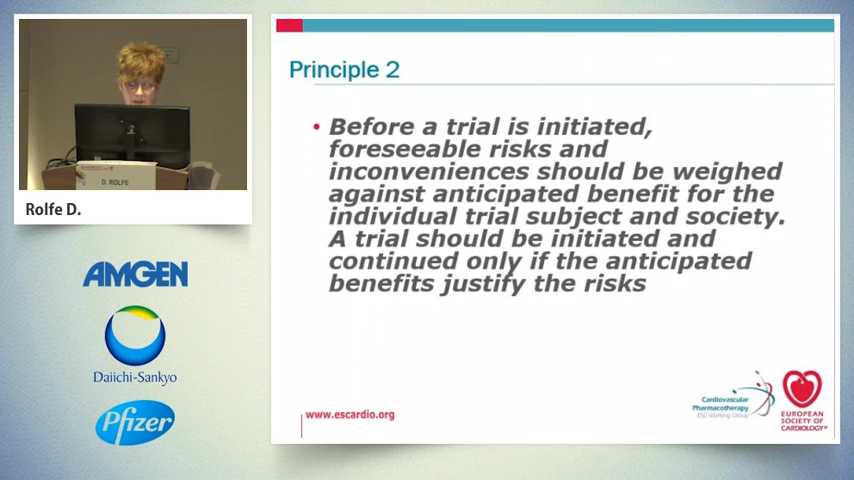 D. ROLFE
Rolfe D.
AMGEN
Daiichi-Sankyo
Pfizer
Principle 2
• Before a trial is initiated,
foreseeable risks and
inconveniences should be weighed
against anticipated benefit for the
individual trial subject and society.
A trial should be initiated and
continued only if the anticipated
benefits justify the risks
www.escardio.org
Cardiovascular
Pharmacotherapy
ESC Working Group
EUROPEAN
SOCIETY OF
CARDIOLOGY®